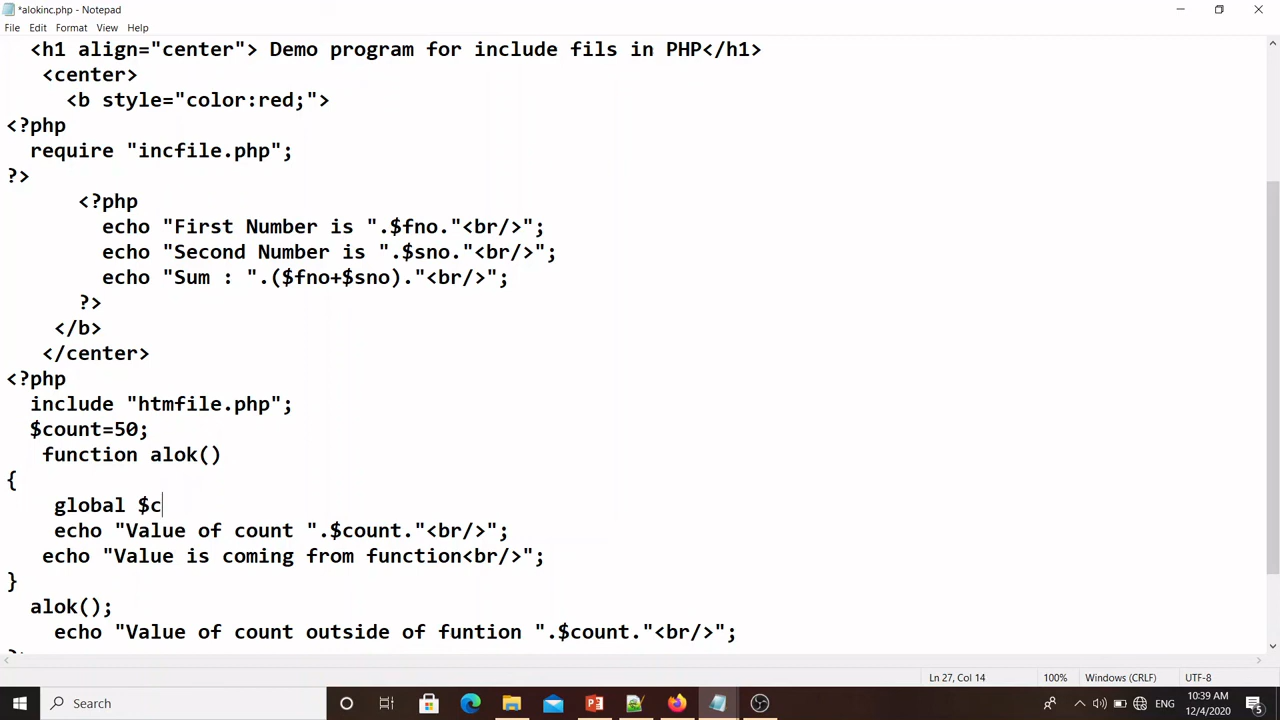 *alokinc.php - Notepad
File Edit Format View Help
<h1 align="center"> Demo program for include fils in PHP</h1>
<center>
<b style="color:red;">
<?php
require "incfile.php";
?>
<?php
echo "First Number is ".$fno."<br/>";
echo "Second Number is ".$sno."<br/>";
echo "Sum : ".($fno+$sno)."<br/>";
?>
</b>
</center>
<?php
include "htmfile.php";
$count=50;
function alok()
{
global $c
echo "Value of count ".$count."<br/>";
echo "Value is coming from function<br/>";
}
alok();
echo "Value of count outside of funtion ".$count."<br/>";
Ln 27, Col 14 100% Windows (CRLF) UTF-8
Search
ENG
10:39 AM
12/4/2020
5